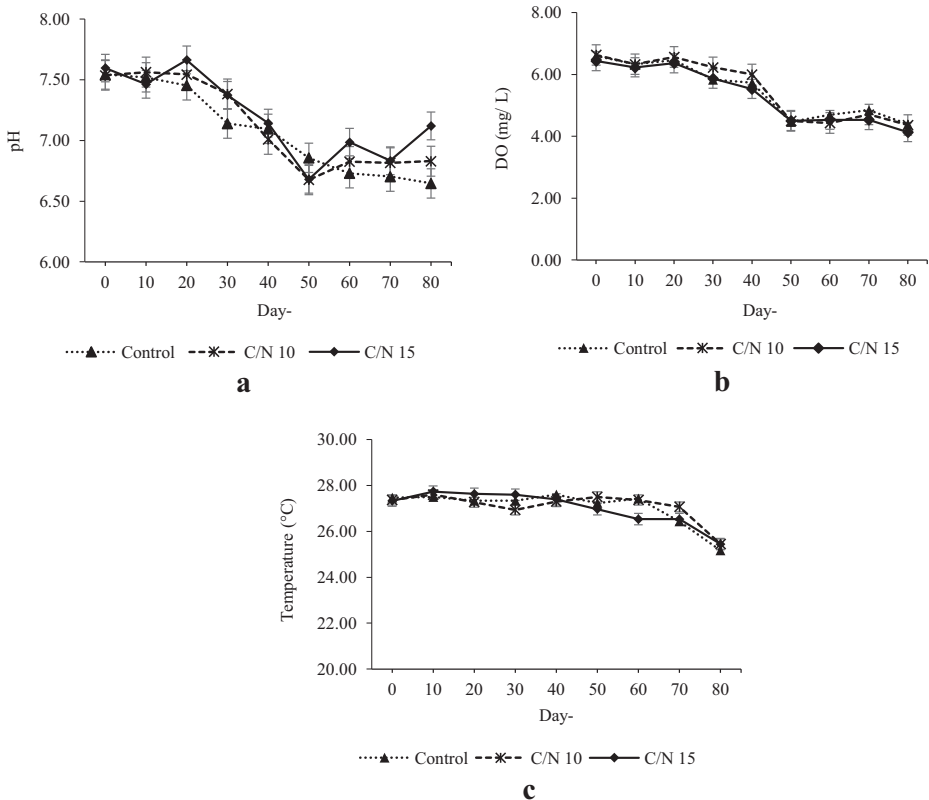 8.00
7.50
7.00
6.50
6.00
pH
0 10 20 30 40 50 60 70 80
Day-
Control C/N 10 C/N 15
a
8.00
6.00
4.00
2.00
0.00
DO (mg/ L)
0 10 20 30 40 50 60 70 80
Day-
Control C/N 10 C/N 15
b
30.00
28.00
26.00
24.00
22.00
20.00
Temperature (°C)
0 10 20 30 40 50 60 70 80
Day-
Control C/N 10 C/N 15
c